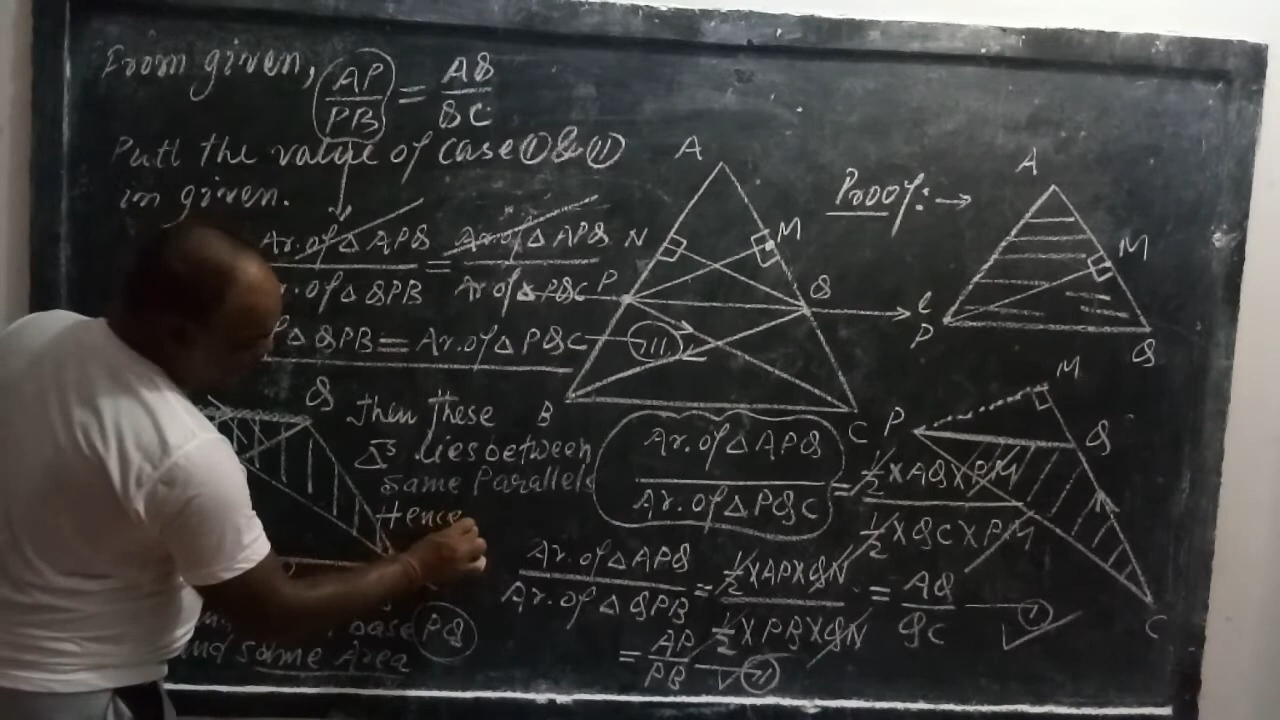 From given, AP/PB = AQ/QC
Putt the value of case I & II
in given.
Ar. of △ APQ / Ar. of △ QPB = Ar. of △ APQ / Ar of △ PQC
△ QPB = Ar. of △ PQC — III
Q
Then these
△s lies between
same Parallels
Hence
base PQ
and same Area
A
N
M
P
Q
l
B
C
Proof: →
A
M
P
Q
M
P
Q
C
Ar. of △ APQ / Ar. of △ PQC = 1/2 X AQ X PM / 1/2 X QC X PM
= AQ / QC — I
Ar. of △ APQ / Ar. of △ QPB = 1/2 X AP X QN / 1/2 X PB X QN
= AP / PB — II